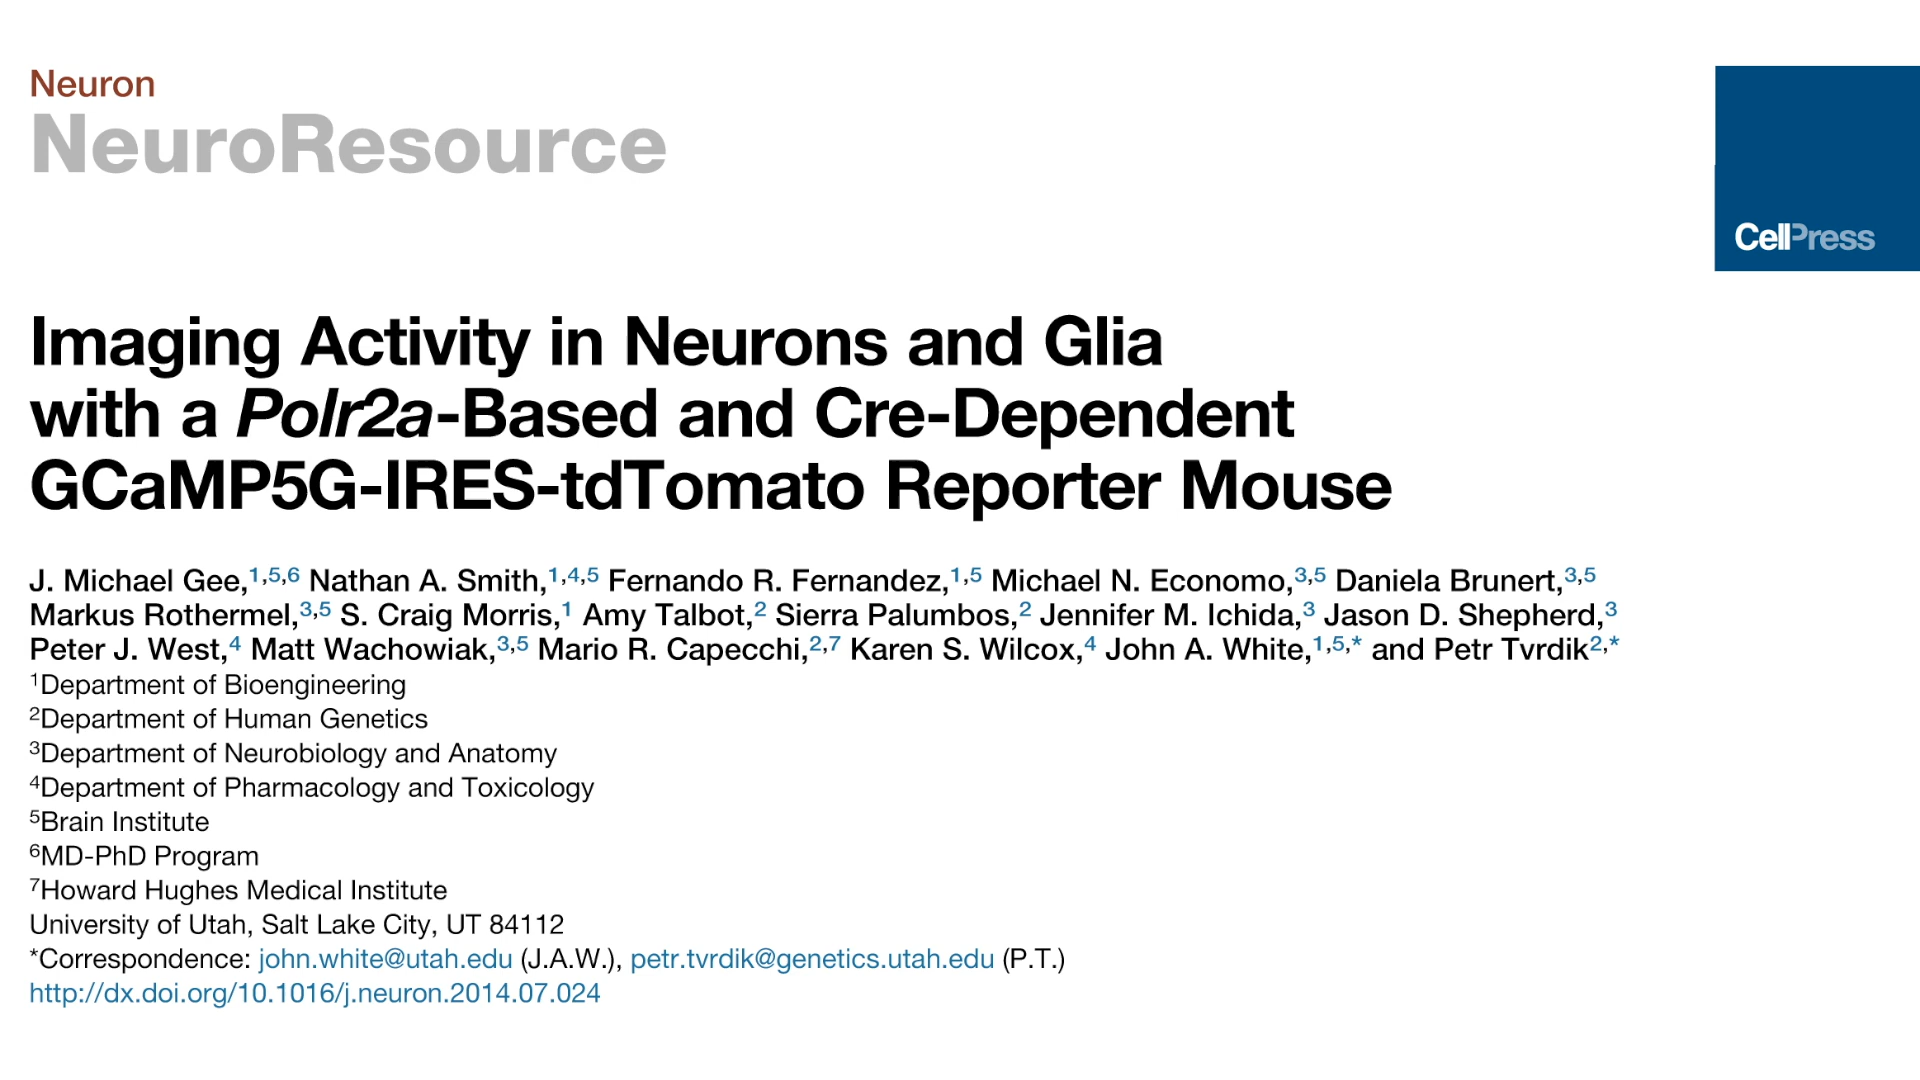 Neuron
NeuroResource
CellPress
Imaging Activity in Neurons and Glia
with a Polr2a-Based and Cre-Dependent
GCaMP5G-IRES-tdTomato Reporter Mouse
J. Michael Gee,1,5,6 Nathan A. Smith,1,4,5 Fernando R. Fernandez,1,5 Michael N. Economo,3,5 Daniela Brunert,3,5
Markus Rothermel,3,5 S. Craig Morris,1 Amy Talbot,2 Sierra Palumbos,2 Jennifer M. Ichida,3 Jason D. Shepherd,3
Peter J. West,4 Matt Wachowiak,3,5 Mario R. Capecchi,2,7 Karen S. Wilcox,4 John A. White,1,5,* and Petr Tvrdik2,*
1Department of Bioengineering
2Department of Human Genetics
3Department of Neurobiology and Anatomy
4Department of Pharmacology and Toxicology
5Brain Institute
6MD-PhD Program
7Howard Hughes Medical Institute
University of Utah, Salt Lake City, UT 84112
*Correspondence: john.white@utah.edu (J.A.W.), petr.tvrdik@genetics.utah.edu (P.T.)
http://dx.doi.org/10.1016/j.neuron.2014.07.024